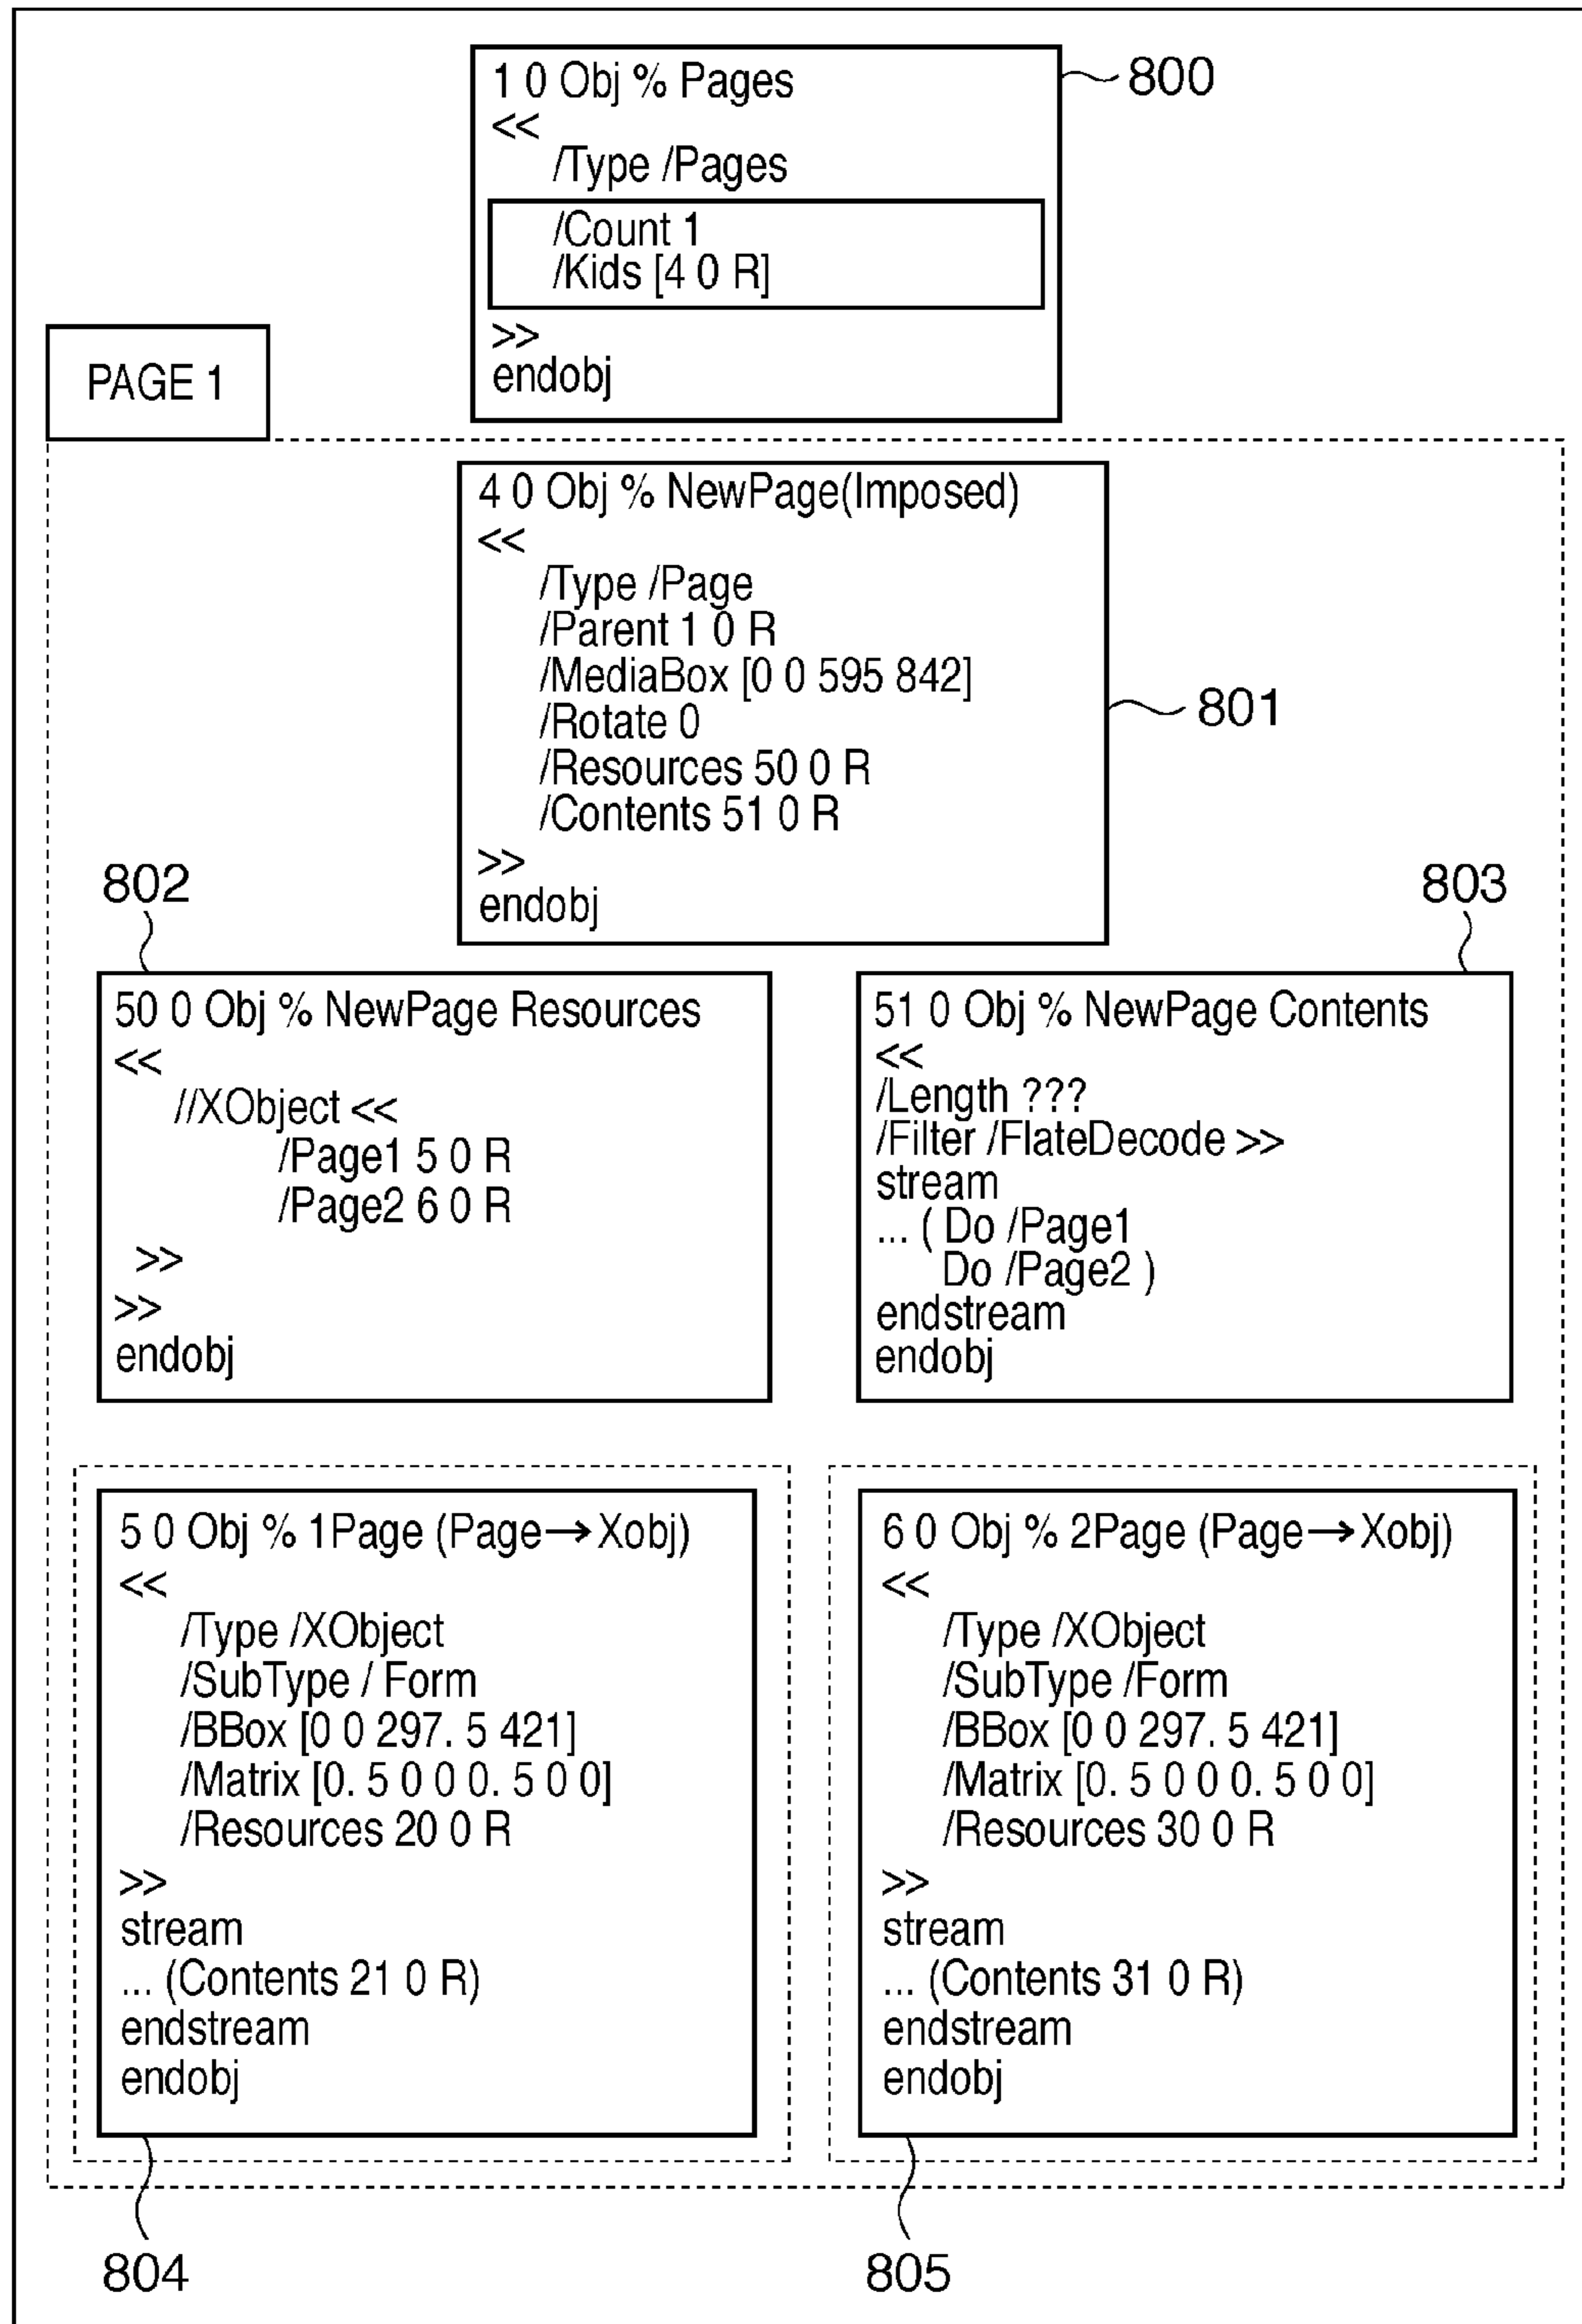 1 0 Obj % Pages
<<
/Type /Pages
/Count 1
/Kids [4 0 R]
>>
endobj
800
PAGE 1
4 0 Obj % NewPage(Imposed)
<<
/Type /Page
/Parent 1 0 R
/MediaBox [0 0 595 842]
/Rotate 0
/Resources 50 0 R
/Contents 51 0 R
>>
endobj
801
802
50 0 Obj % NewPage Resources
<<
//XObject <<
/Page1 5 0 R
/Page2 6 0 R
>>
>>
endobj
803
51 0 Obj % NewPage Contents
<<
/Length ???
/Filter /FlateDecode >>
stream
... ( Do /Page1
Do /Page2 )
endstream
endobj
5 0 Obj % 1Page (Page→Xobj)
<<
/Type /XObject
/SubType / Form
/BBox [0 0 297. 5 421]
/Matrix [0. 5 0 0 0. 5 0 0]
/Resources 20 0 R
>>
stream
... (Contents 21 0 R)
endstream
endobj
804
6 0 Obj % 2Page (Page→Xobj)
<<
/Type /XObject
/SubType /Form
/BBox [0 0 297. 5 421]
/Matrix [0. 5 0 0 0. 5 0 0]
/Resources 30 0 R
>>
stream
... (Contents 31 0 R)
endstream
endobj
805